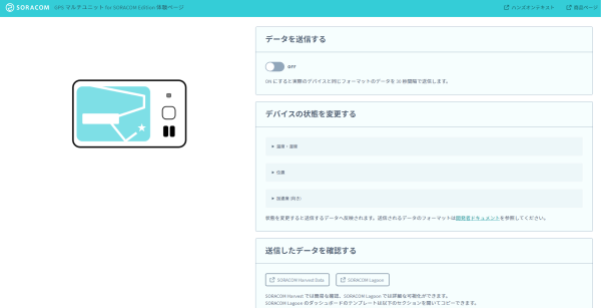 SORACOM GPS マルチユニット for SORACOM Edition 体験ページ
ハンズオンテキスト
商品ページ
データを送信する
OFF
ON にすると実際のデバイスと同じフォーマットのデータを 30 秒間隔で送信します。
デバイスの状態を変更する
温度・湿度
位置
加速度 (傾き)
状態を変更すると送信するデータへ反映されます。送信されるデータのフォーマットは開発者ドキュメントを参照してください。
送信したデータを確認する
SORACOM Harvest Data
SORACOM Lagoon
SORACOM Harvest では簡易な確認、SORACOM Lagoon では詳細な可視化ができます。
SORACOM Lagoon のダッシュボードのテンプレートは以下のセクションを開いてコピーできます。